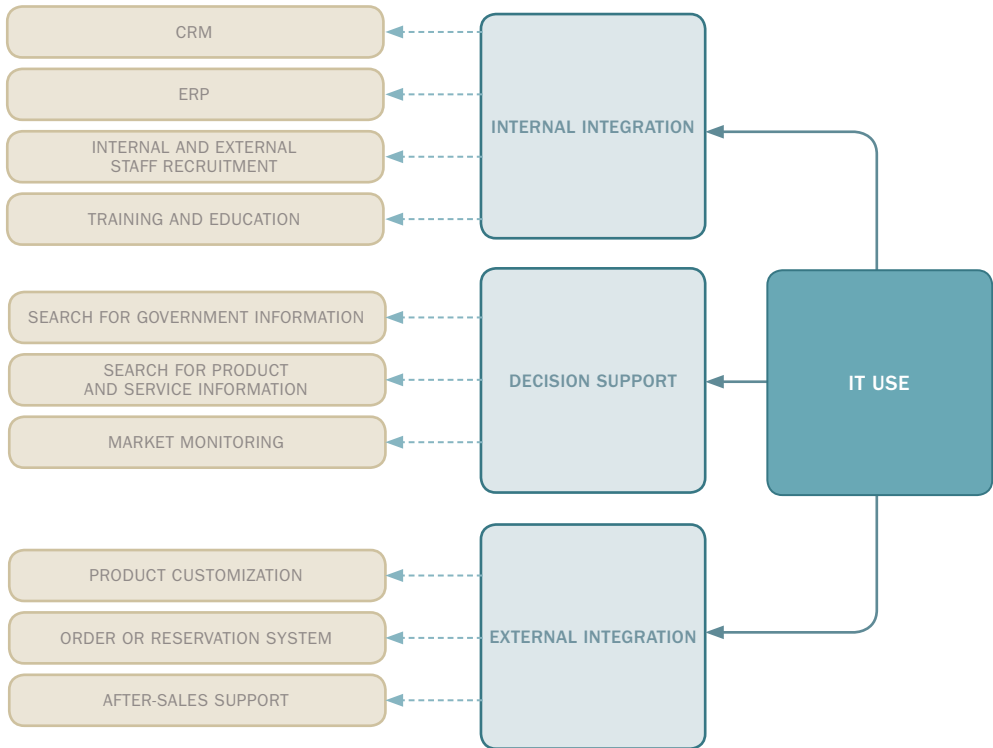 CRM
ERP
INTERNAL AND EXTERNAL
STAFF RECRUITMENT
TRAINING AND EDUCATION
INTERNAL INTEGRATION
SEARCH FOR GOVERNMENT INFORMATION
SEARCH FOR PRODUCT
AND SERVICE INFORMATION
MARKET MONITORING
DECISION SUPPORT
IT USE
PRODUCT CUSTOMIZATION
ORDER OR RESERVATION SYSTEM
AFTER-SALES SUPPORT
EXTERNAL INTEGRATION